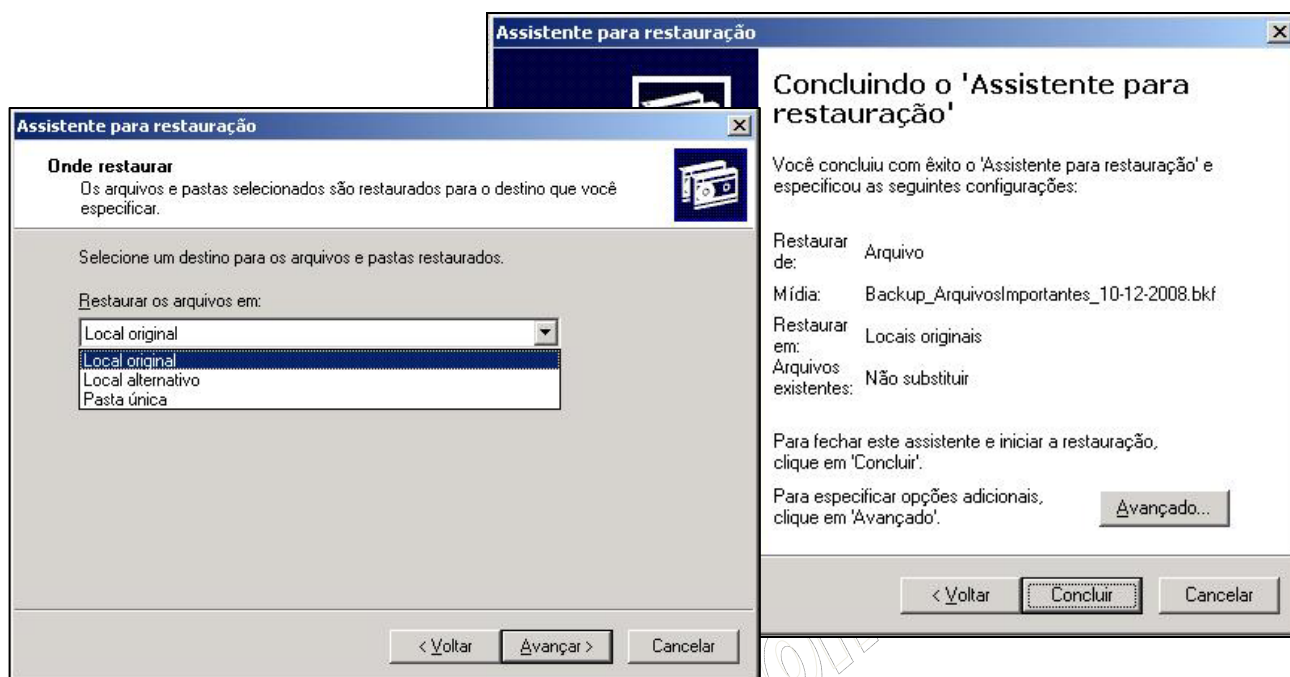 Assistente para restauração
Onde restaurar
Os arquivos e pastas selecionados são restaurados para o destino que você
especificar.
Selecione um destino para os arquivos e pastas restaurados.
Restaurar os arquivos em:
Local original
Local original
Local alternativo
Pasta única
< Voltar
Avançar >
Cancelar
Assistente para restauração
Concluindo o 'Assistente para
restauração'
Você concluiu com êxito o 'Assistente para restauração' e
especificou as seguintes configurações:
Restaurar
de:
Arquivo
Mídia:
Backup_ArquivosImportantes_10-12-2008.bkf
Restaurar
em:
Locais originais
Arquivos
existentes:
Não substituir
Para fechar este assistente e iniciar a restauração,
clique em 'Concluir'.
Para especificar opções adicionais,
clique em 'Avançado'.
Avançado...
< Voltar
Concluir
Cancelar